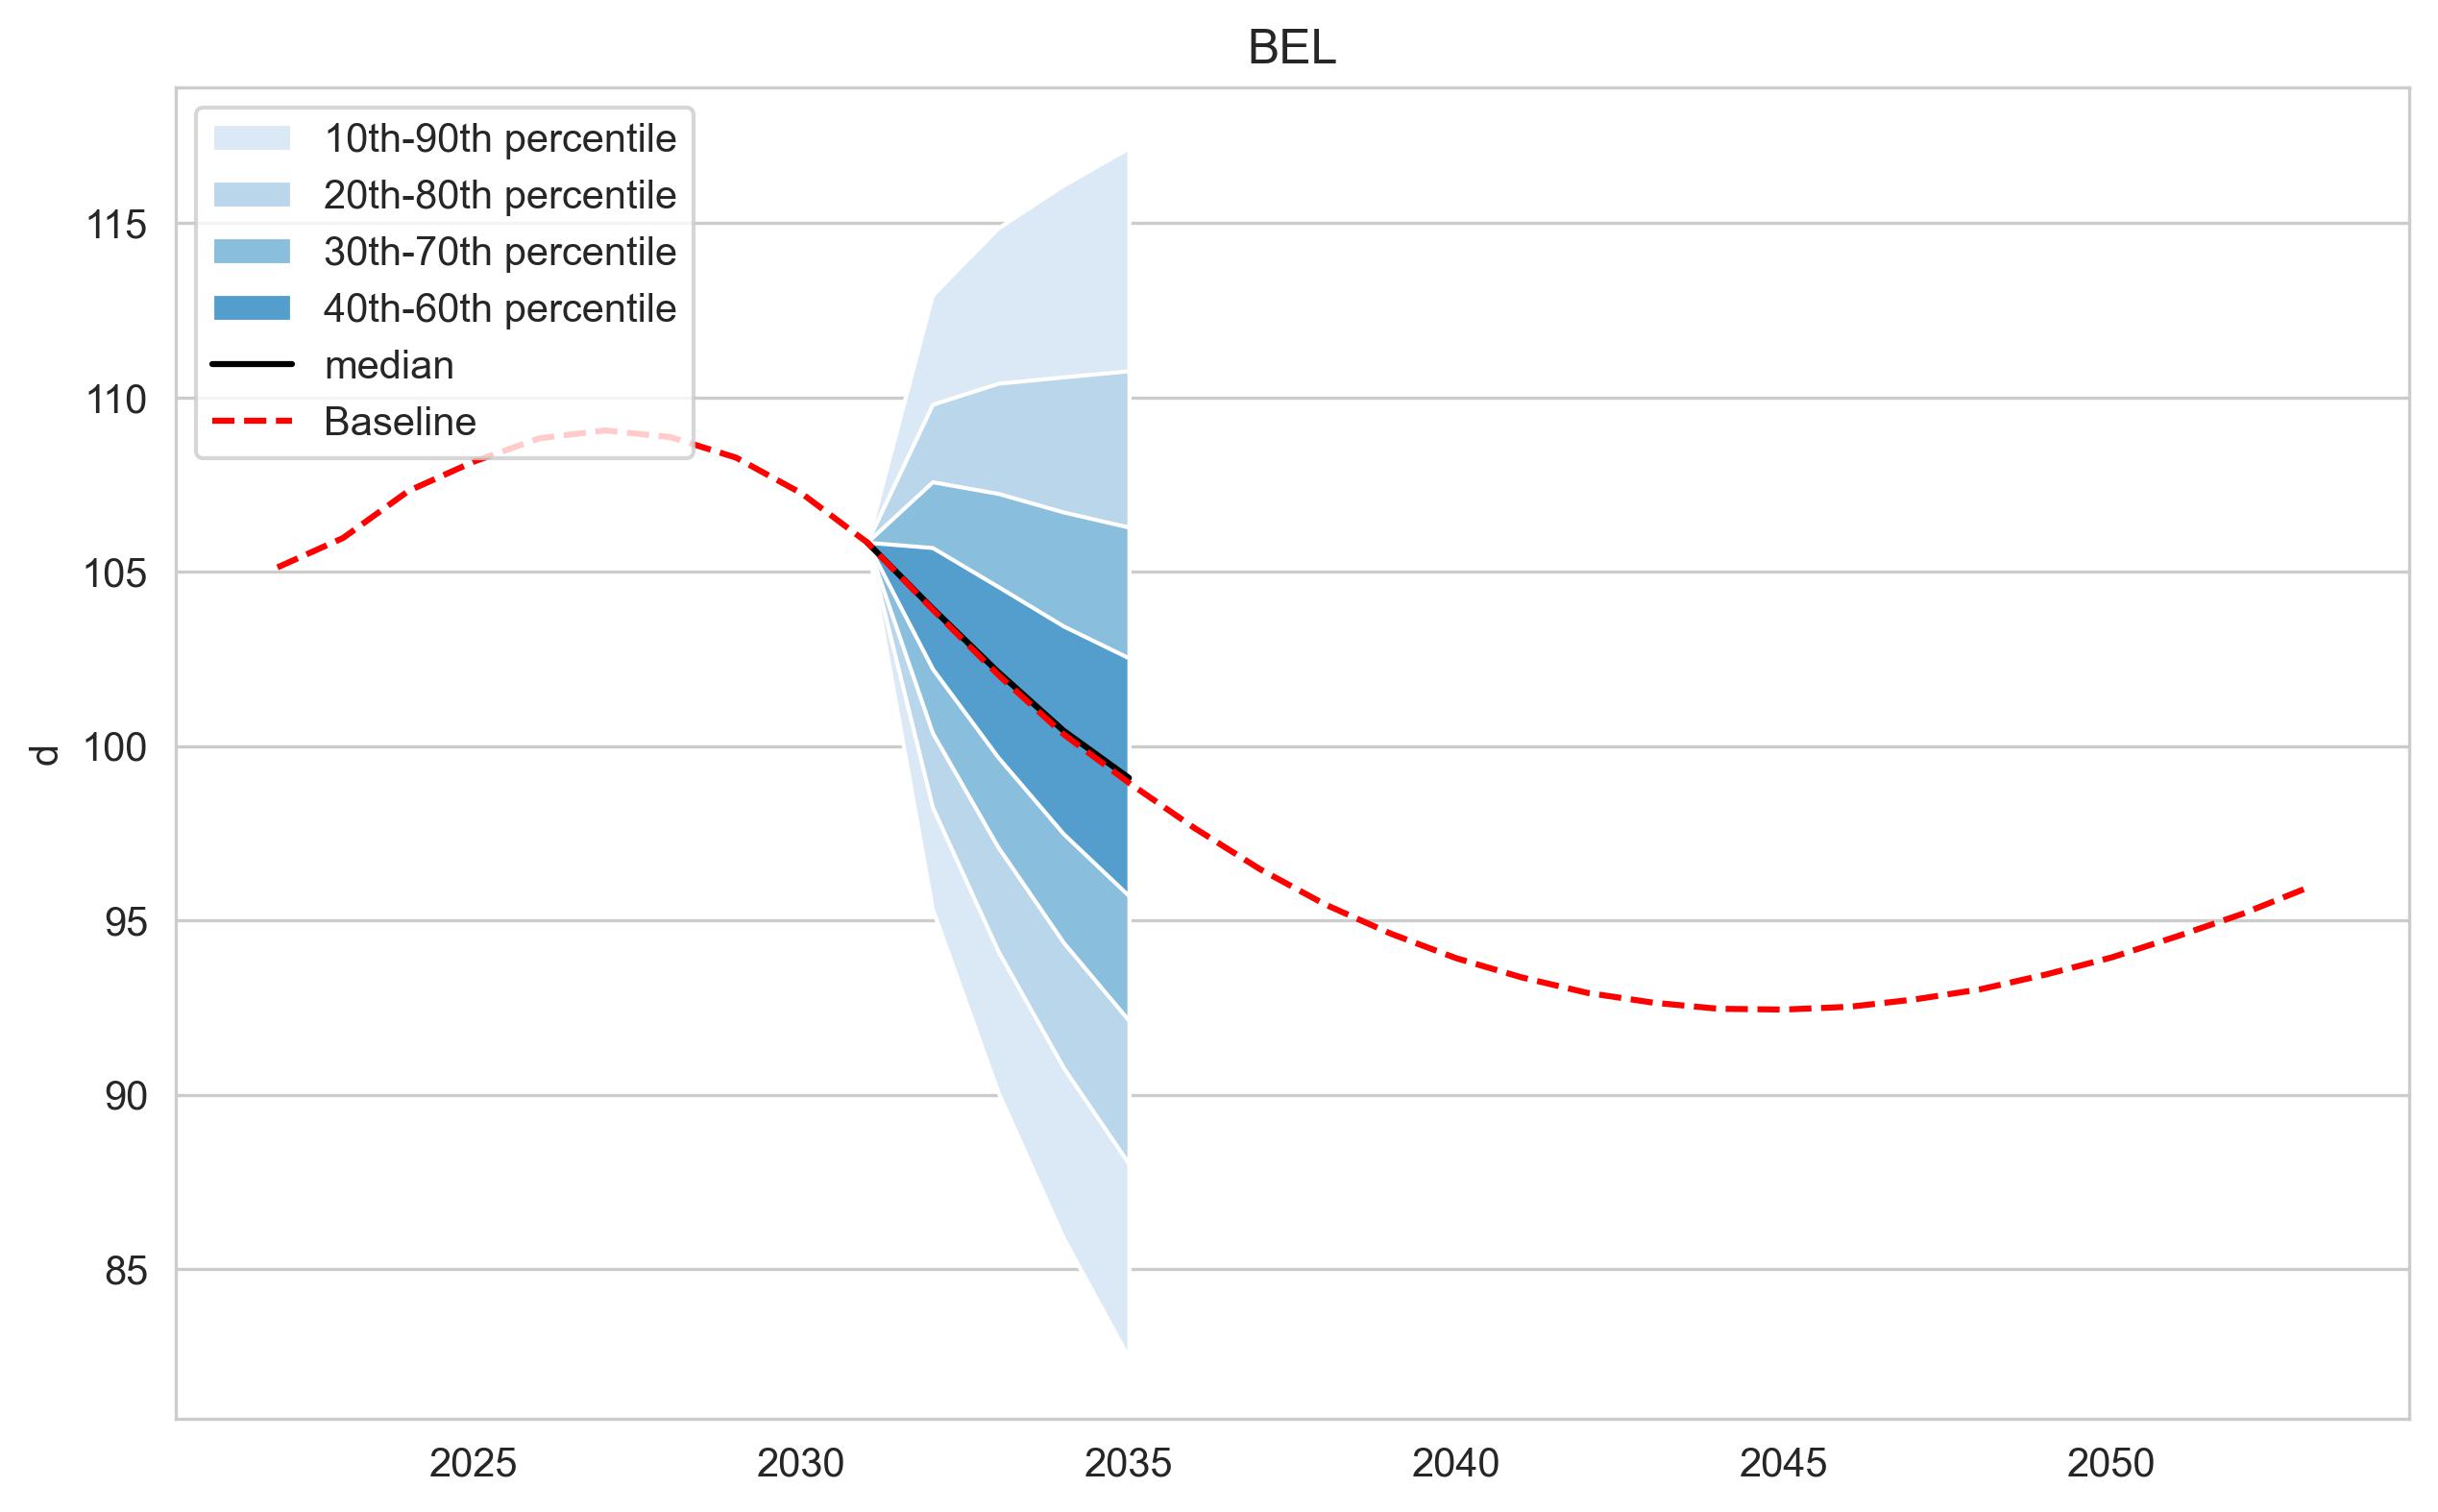 BEL
10th-90th percentile
20th-80th percentile
30th-70th percentile
40th-60th percentile
median
Baseline
115
110
105
100
95
90
85
d
2025
2030
2035
2040
2045
2050